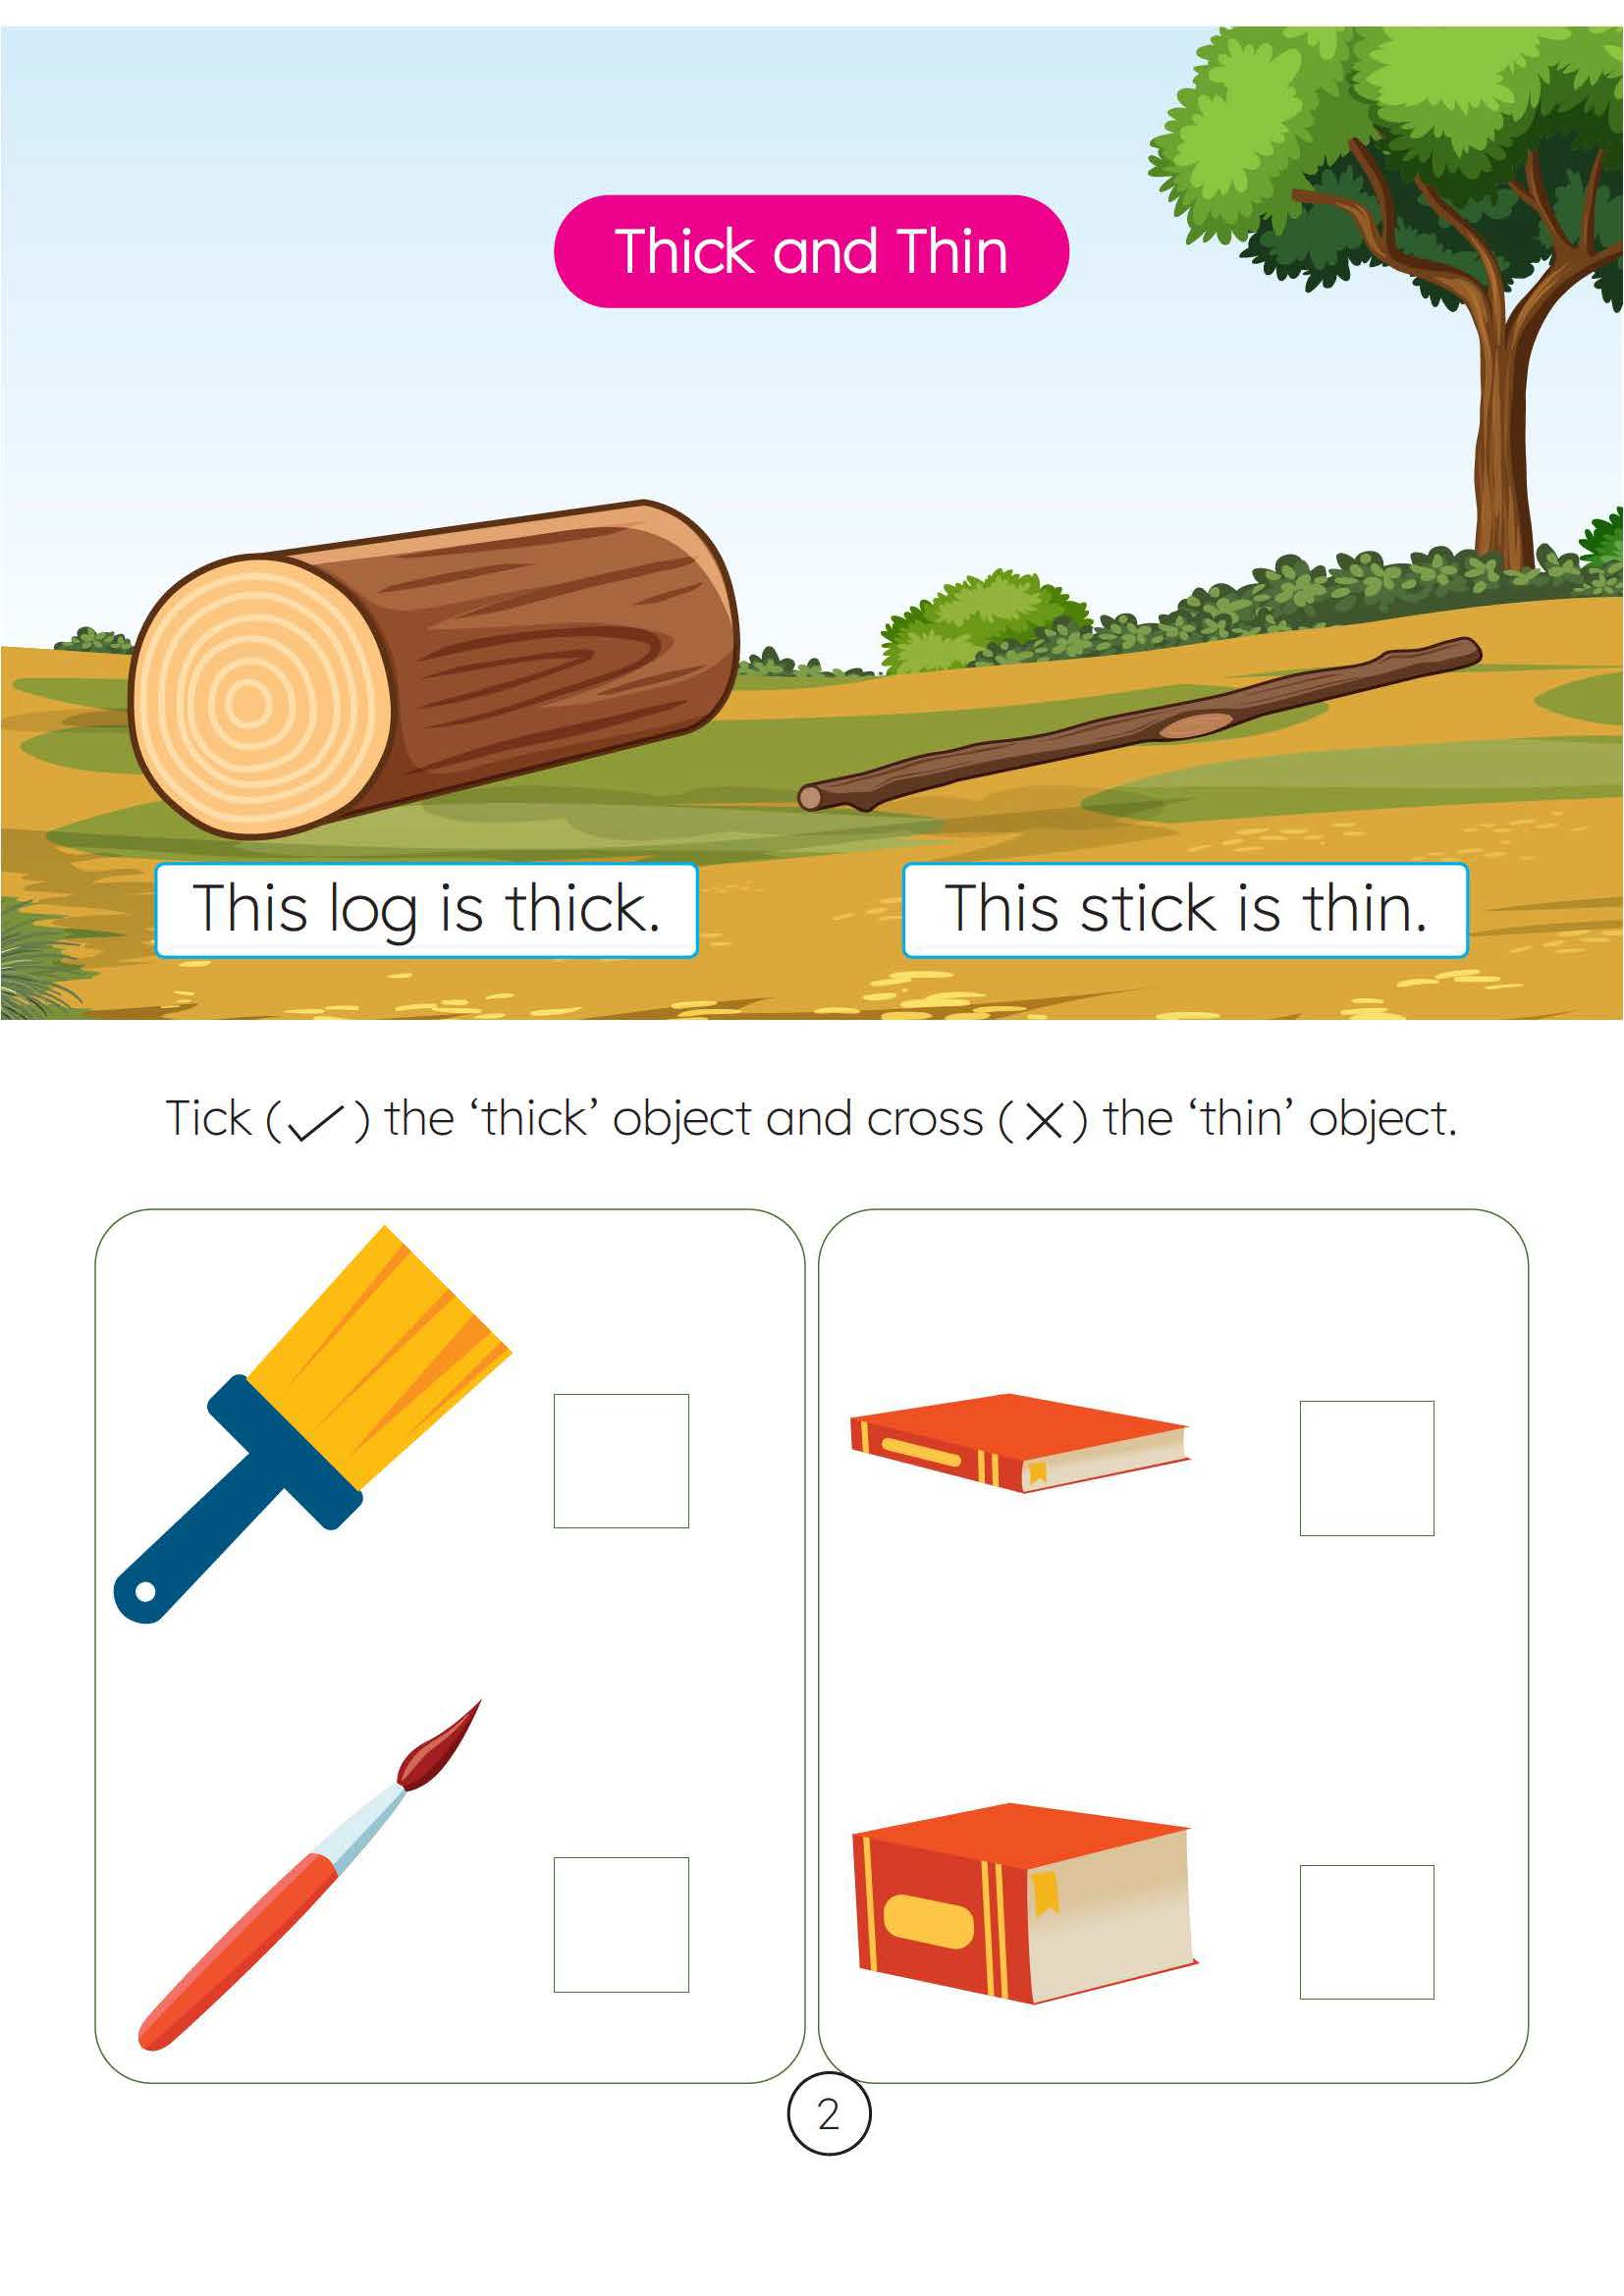 Thick and Thin
This log is thick.
This stick is thin.
Tick (✓) the ‘thick’ object and cross (✕) the ‘thin’ object.
2